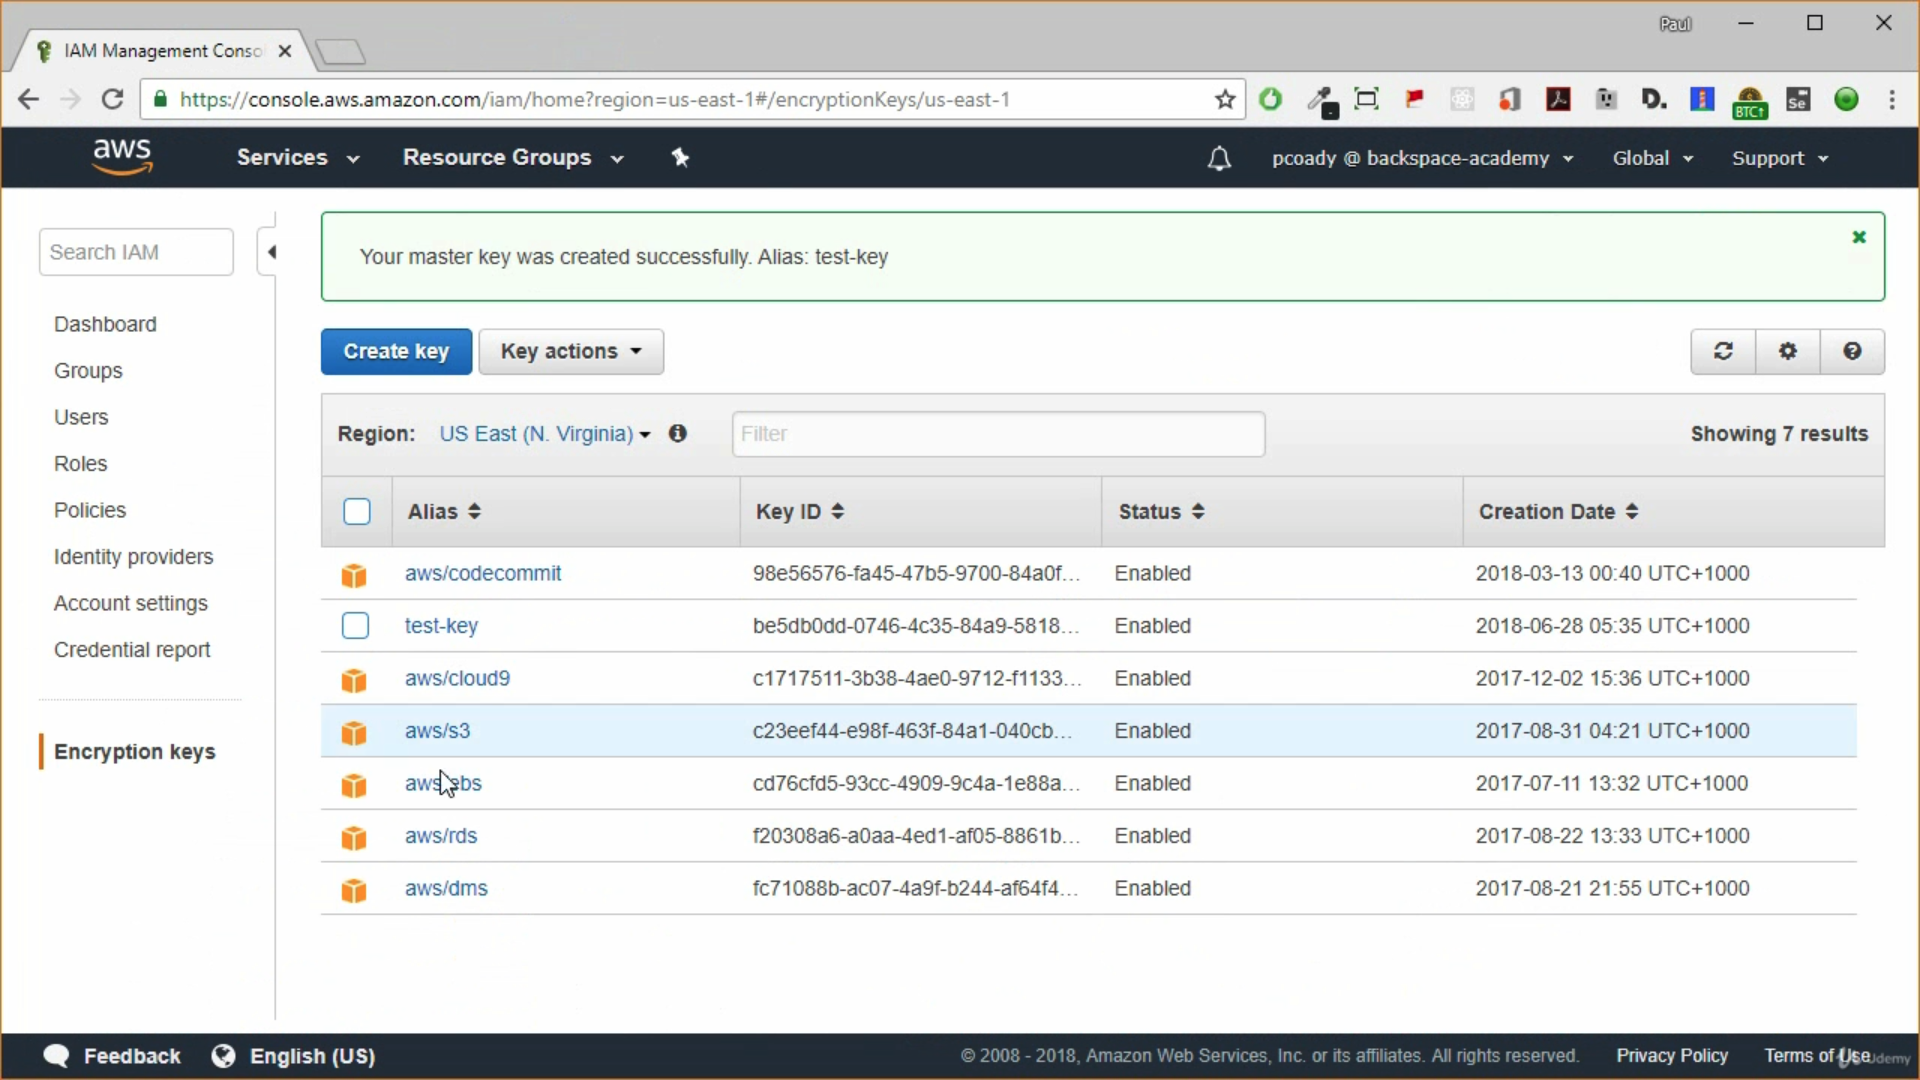 Paul
IAM Management Conso
https://console.aws.amazon.com/iam/home?region=us-east-1#/encryptionKeys/us-east-1
D.
BTC↑
Se
aws
Services
Resource Groups
pcoady @ backspace-academy
Global
Support
Search IAM
Dashboard
Groups
Users
Roles
Policies
Identity providers
Account settings
Credential report
Encryption keys
Your master key was created successfully. Alias: test-key
Create key
Key actions
Region: US East (N. Virginia)
Filter
Showing 7 results
Alias Key ID Status Creation Date
aws/codecommit 98e56576-fa45-47b5-9700-84a0f... Enabled 2018-03-13 00:40 UTC+1000
test-key be5db0dd-0746-4c35-84a9-5818... Enabled 2018-06-28 05:35 UTC+1000
aws/cloud9 c1717511-3b38-4ae0-9712-f1133... Enabled 2017-12-02 15:36 UTC+1000
aws/s3 c23eef44-e98f-463f-84a1-040cb... Enabled 2017-08-31 04:21 UTC+1000
aws/ebs cd76cfd5-93cc-4909-9c4a-1e88a... Enabled 2017-07-11 13:32 UTC+1000
aws/rds f20308a6-a0aa-4ed1-af05-8861b... Enabled 2017-08-22 13:33 UTC+1000
aws/dms fc71088b-ac07-4a9f-b244-af64f4... Enabled 2017-08-21 21:55 UTC+1000
Feedback
English (US)
© 2008 - 2018, Amazon Web Services, Inc. or its affiliates. All rights reserved.
Privacy Policy
Terms of Use
Udemy